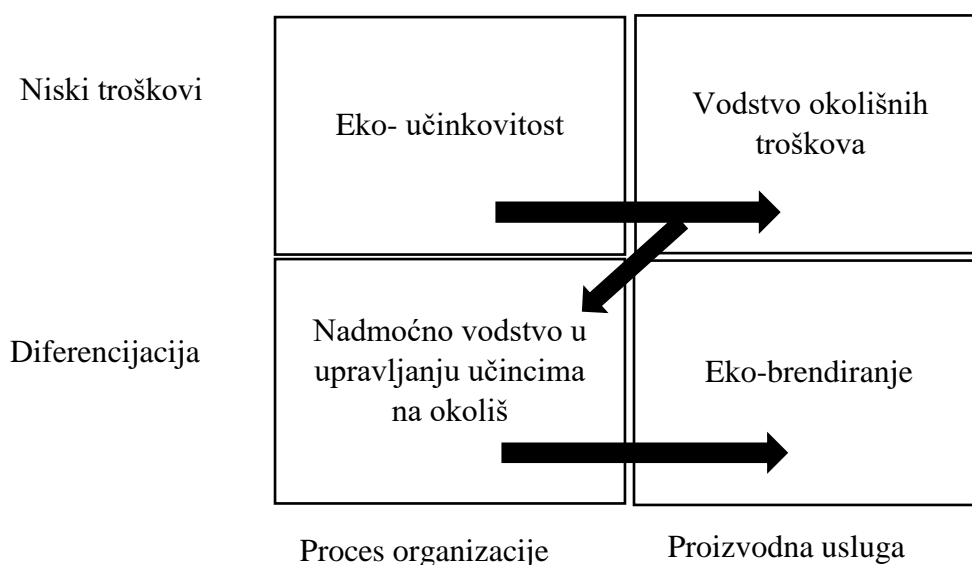 Niski troškovi
Eko- učinkovitost
Vodstvo okolišnih
troškova
Diferencijacija
Nadmoćno vodstvo u
upravljanju učincima
na okoliš
Eko-brendiranje
Proces organizacije
Proizvodna usluga